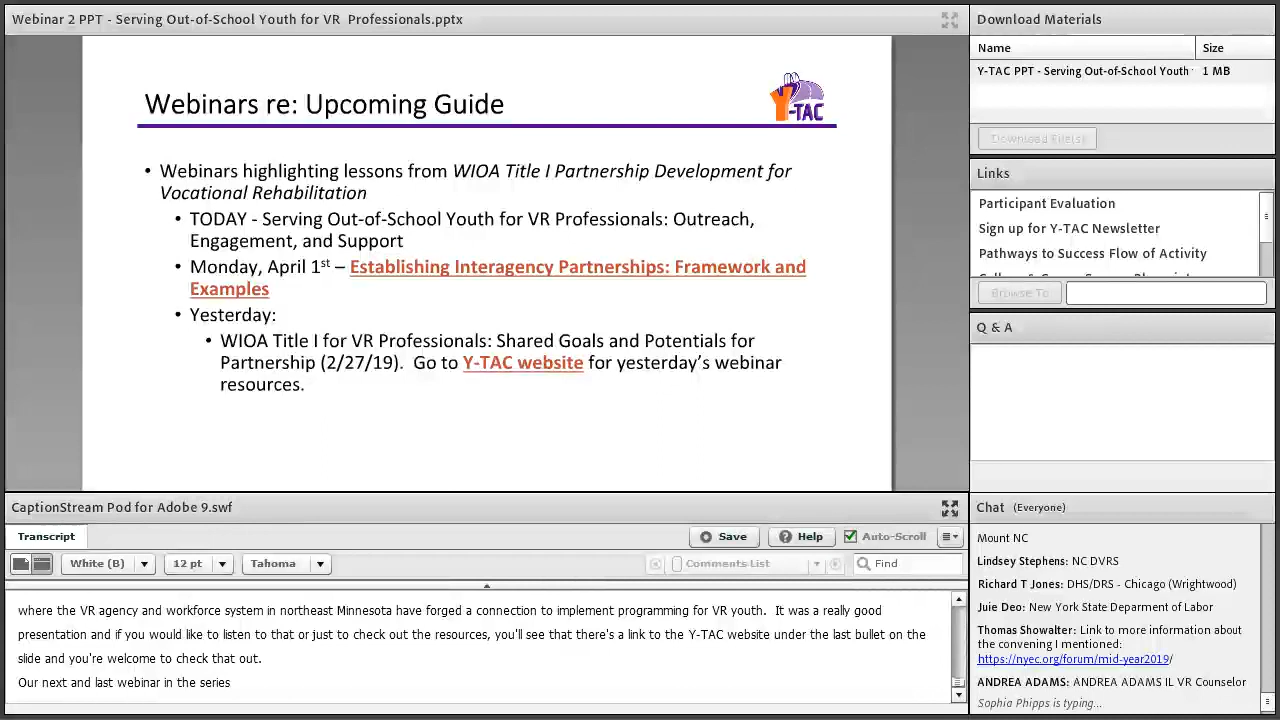 Webinar 2 PPT - Serving Out-of-School Youth for VR  Professionals.pptx
Webinars re: Upcoming Guide
Y-TAC
• Webinars highlighting lessons from WIOA Title I Partnership Development for
Vocational Rehabilitation
• TODAY - Serving Out-of-School Youth for VR Professionals: Outreach,
Engagement, and Support
• Monday, April 1st – Establishing Interagency Partnerships: Framework and
Examples
• Yesterday:
• WIOA Title I for VR Professionals: Shared Goals and Potentials for
Partnership (2/27/19).  Go to Y-TAC website for yesterday's webinar
resources.
CaptionStream Pod for Adobe 9.swf
Transcript
Save
Help
Auto-Scroll
White (B)
12 pt
Tahoma
Comments List
Find
where the VR agency and workforce system in northeast Minnesota have forged a connection to implement programming for VR youth.  It was a really good
presentation and if you would like to listen to that or just to check out the resources, you'll see that there's a link to the Y-TAC website under the last bullet on the
slide and you're welcome to check that out.
Our next and last webinar in the series
Download Materials
Name Size
Y-TAC PPT - Serving Out-of-School Youth 1 MB
Download File(s)
Links
Participant Evaluation
Sign up for Y-TAC Newsletter
Pathways to Success Flow of Activity
Browse To
Q & A
Chat (Everyone)
Mount NC
Lindsey Stephens: NC DVRS
Richard T Jones: DHS/DRS - Chicago (Wrightwood)
Juie Deo: New York State Deparment of Labor
Thomas Showalter: Link to more information about
the convening I mentioned:
https://nyec.org/forum/mid-year2019/
ANDREA ADAMS: ANDREA ADAMS IL VR Counselor
Sophia Phipps is typing...